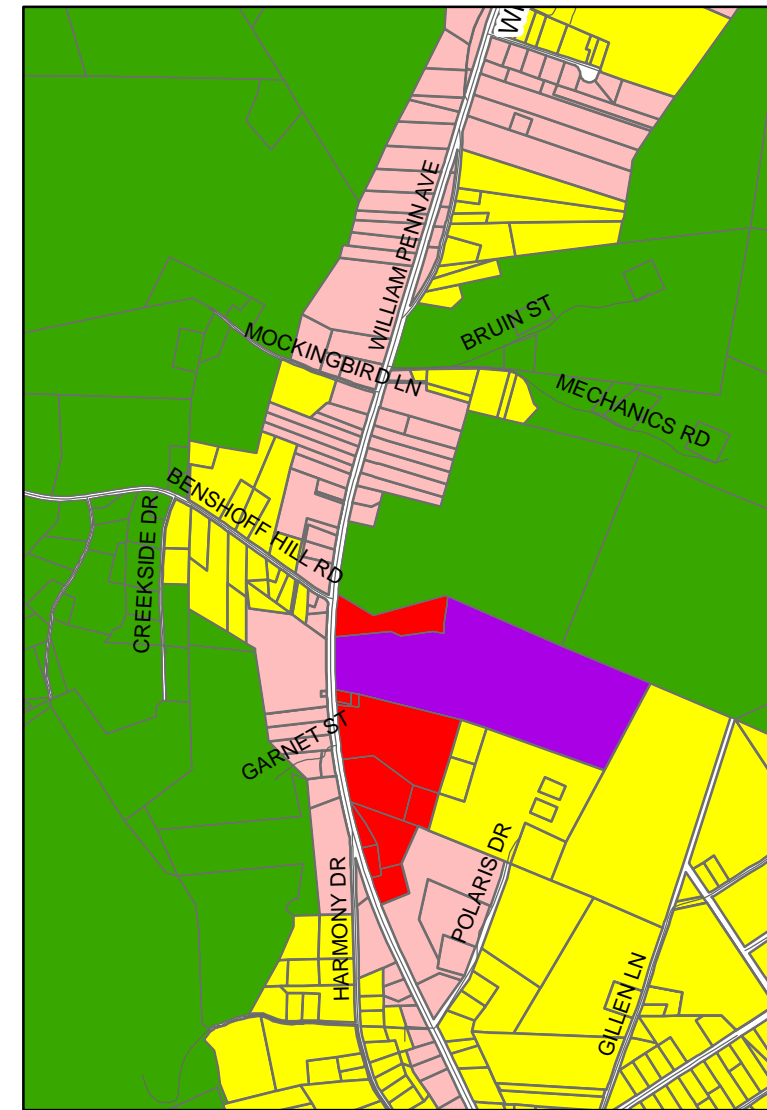 WI
WILLIAM PENN AVE
BRUIN ST
MOCKINGBIRD LN
MECHANICS RD
BENSHOFF HILL RD
CREEKSIDE DR
GARNET ST
POLARIS DR
HARMONY DR
GILLEN LN